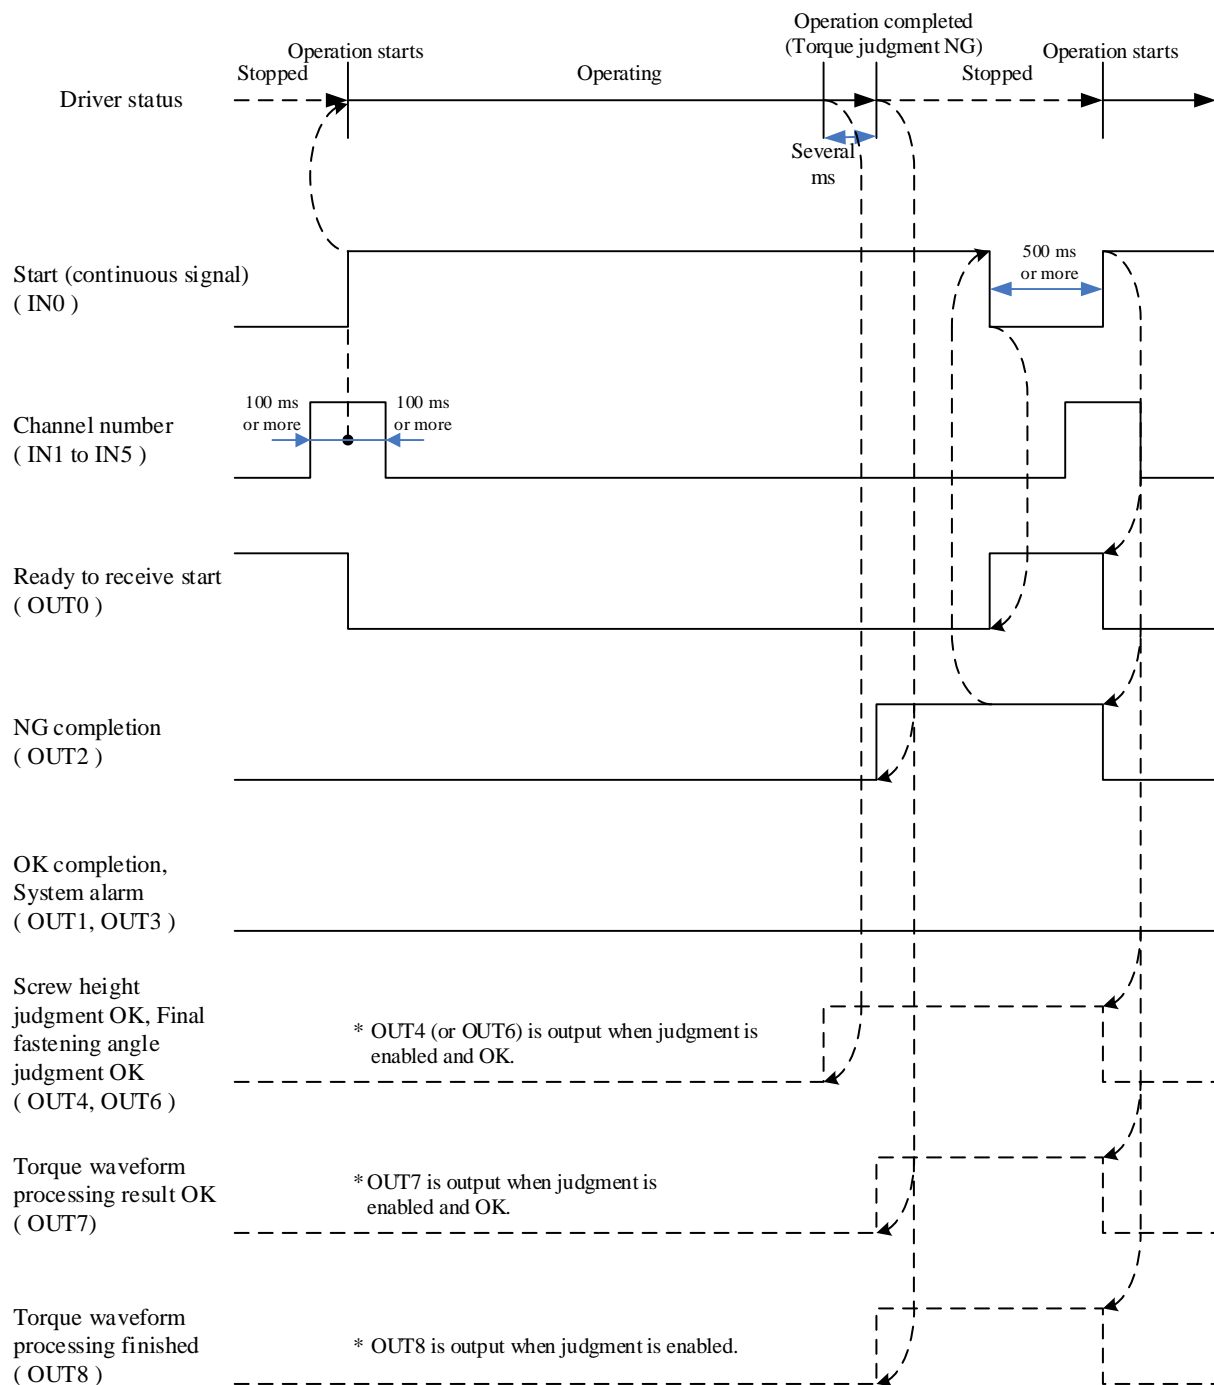 Operation completed
(Torque judgment NG)
Operation starts
Operation starts
Stopped
Operating
Stopped
Driver status
Several
ms
Start (continuous signal)
( IN0 )
500 ms
or more
Channel number
( IN1 to IN5 )
100 ms
or more
100 ms
or more
Ready to receive start
( OUT0 )
NG completion
( OUT2 )
OK completion,
System alarm
( OUT1, OUT3 )
Screw height
judgment OK, Final
fastening angle
judgment OK
( OUT4, OUT6 )
* OUT4 (or OUT6) is output when judgment is
enabled and OK.
Torque waveform
processing result OK
( OUT7)
* OUT7 is output when judgment is
enabled and OK.
Torque waveform
processing finished
( OUT8 )
* OUT8 is output when judgment is enabled.